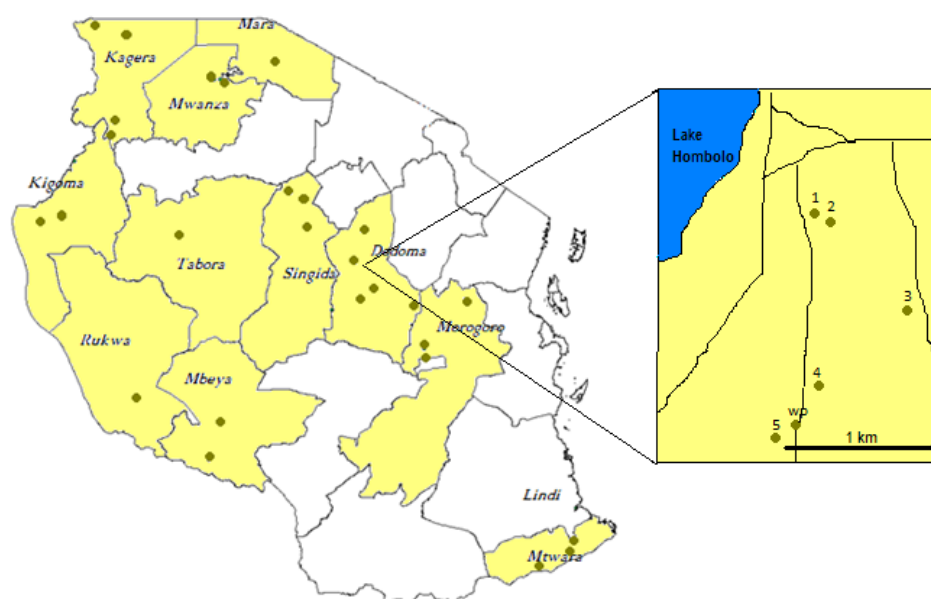 Mara
Kagera
Mwanza
Kigoma
Tabora
Singida
Dodoma
Morogoro
Rukwa
Mbeya
Lindi
Mtwara
Lake
Hombolo
1
2
3
4
wp
5
1 km